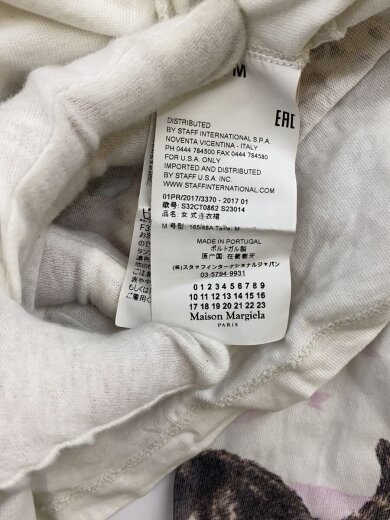 M
EAC
DISTRIBUTED
BY STAFF INTERNATIONAL S.P.A.
NOVENTA VICENTINA - ITALY
PH 0444 784500 FAX 0444 784580
FOR U.S.A. ONLY
IMPORTED AND DISTRIBUTED
BY STAFF U.S.A. INC.
WWW.STAFFINTERNATIONAL.COM
01PR/2017/3370 - 2017 01
款号: S32CT0862 S23014
品名: 女式连衣裙
M 号型: 165/88A Taille: M
MADE IN PORTUGAL
ポルトガル製
原产国: 在葡萄牙
(株)スタッフインターナショナルジャパン
03-5794-9931
0 1 2 3 4 5 6 7 8 9
10 11 12 13 14 15 16
17 18 19 20 21 22 23
Maison Margiela
PARIS